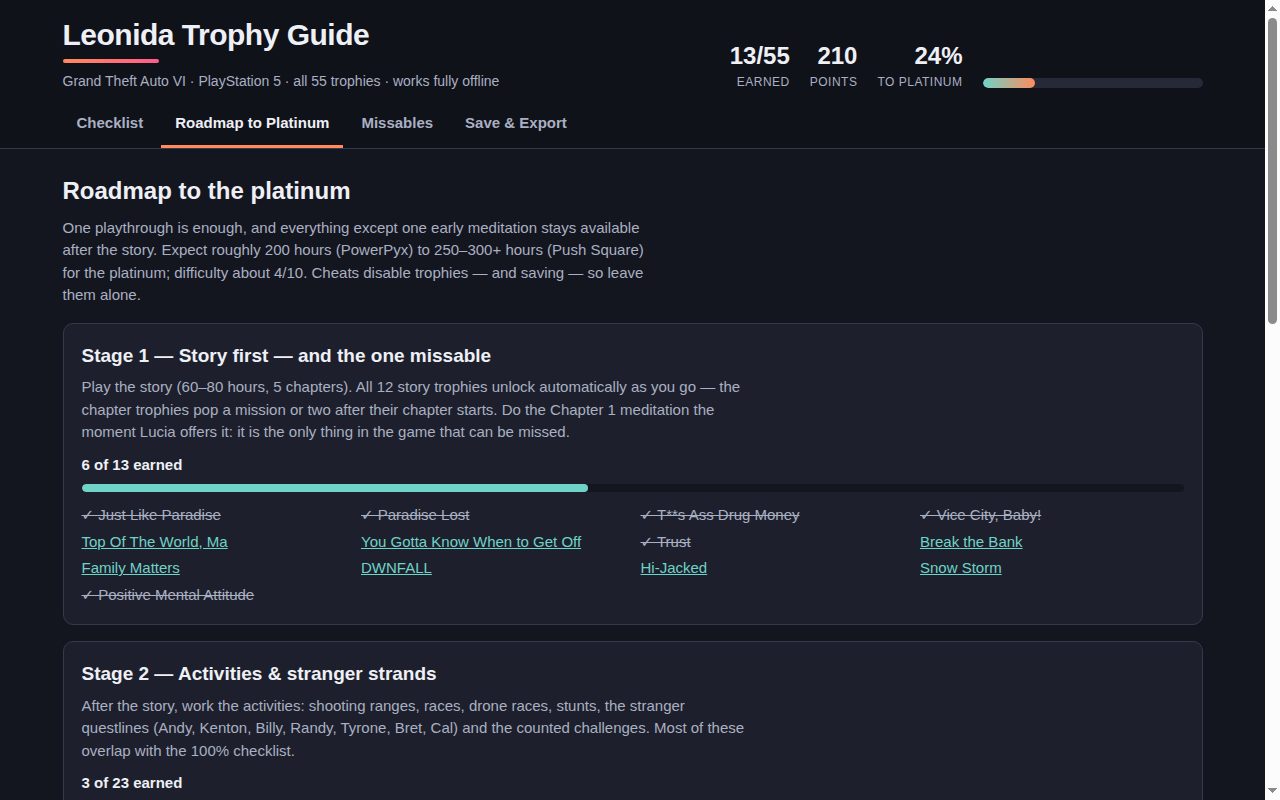 Leonida Trophy Guide
Grand Theft Auto VI · PlayStation 5 · all 55 trophies · works fully offline
13/55 210 24%
EARNED POINTS TO PLATINUM
Checklist Roadmap to Platinum Missables Save & Export
Roadmap to the platinum
One playthrough is enough, and everything except one early meditation stays available
after the story. Expect roughly 200 hours (PowerPyx) to 250–300+ hours (Push Square)
for the platinum; difficulty about 4/10. Cheats disable trophies — and saving — so leave
them alone.
Stage 1 — Story first — and the one missable
Play the story (60–80 hours, 5 chapters). All 12 story trophies unlock automatically as you go — the
chapter trophies pop a mission or two after their chapter starts. Do the Chapter 1 meditation the
moment Lucia offers it: it is the only thing in the game that can be missed.
6 of 13 earned
✓ Just Like Paradise ✓ Paradise Lost ✓ T**s Ass Drug Money ✓ Vice City, Baby!
Top Of The World, Ma You Gotta Know When to Get Off ✓ Trust Break the Bank
Family Matters DWNFALL Hi-Jacked Snow Storm
✓ Positive Mental Attitude
Stage 2 — Activities & stranger strands
After the story, work the activities: shooting ranges, races, drone races, stunts, the stranger
questlines (Andy, Kenton, Billy, Randy, Tyrone, Bret, Cal) and the counted challenges. Most of these
overlap with the 100% checklist.
3 of 23 earned